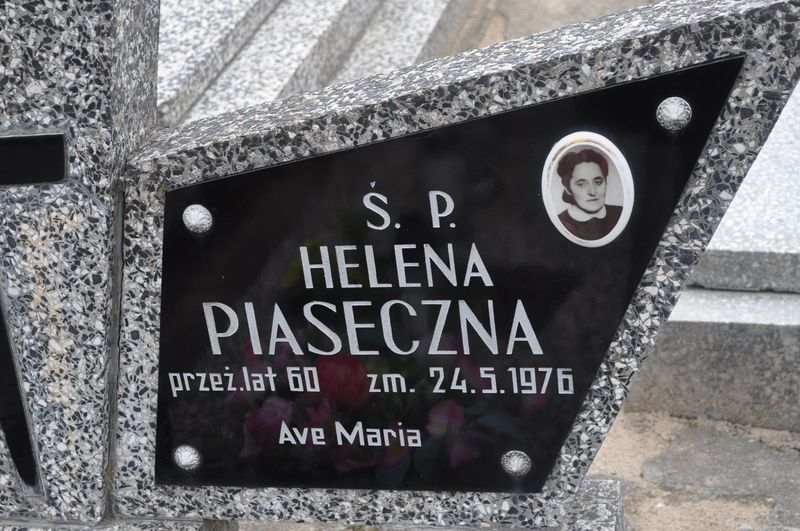 Ś. P.
HELENA
PIASECZNA
przeż.lat 60 zm. 24.5.1976
Ave Maria